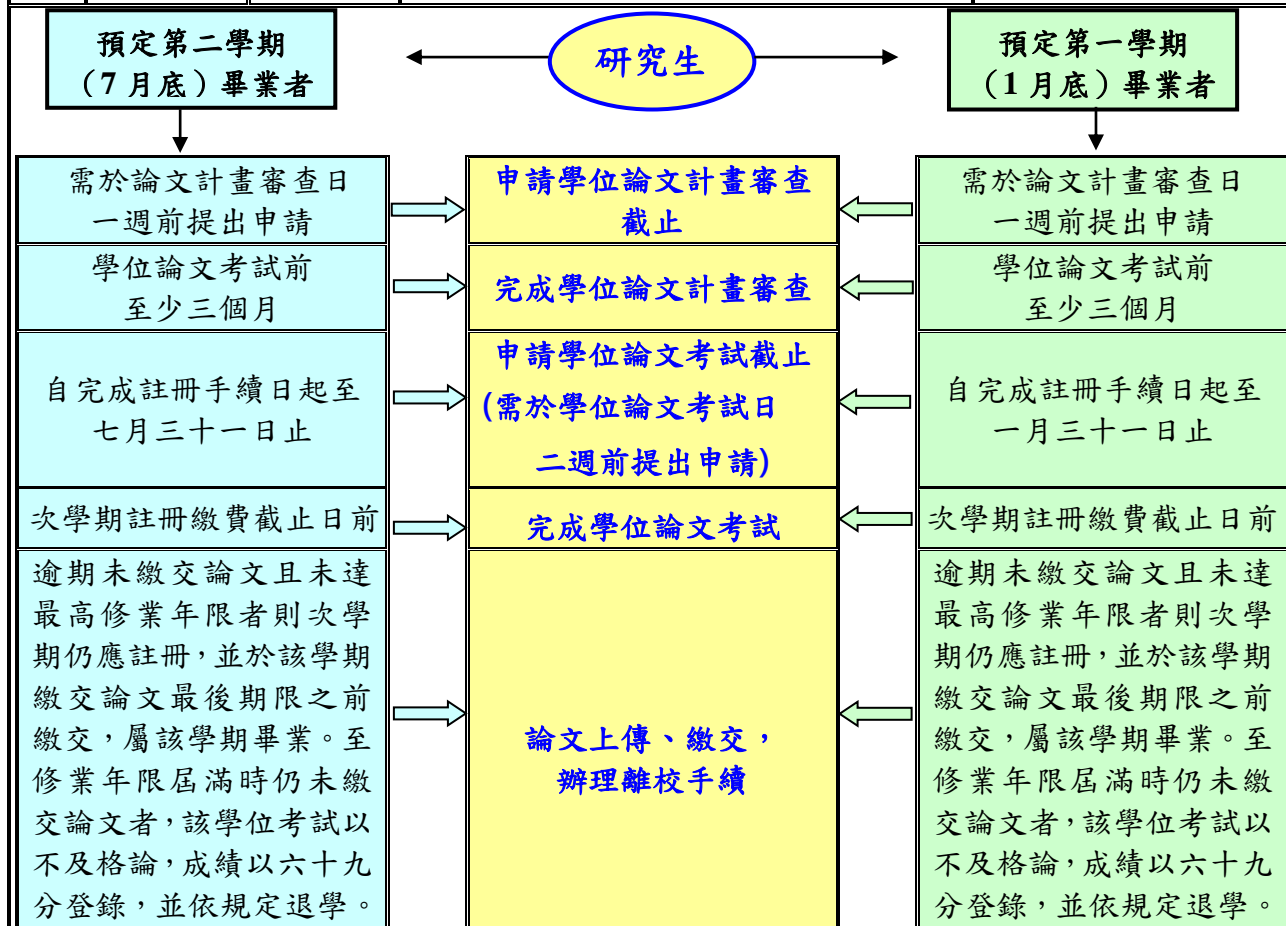 預定第二學期
（7月底）畢業者
研究生
預定第一學期
（1月底）畢業者
需於論文計畫審查日
一週前提出申請
申請學位論文計畫審查
截止
需於論文計畫審查日
一週前提出申請
學位論文考試前
至少三個月
完成學位論文計畫審查
學位論文考試前
至少三個月
自完成註冊手續日起至
七月三十一日止
申請學位論文考試截止
(需於學位論文考試日
二週前提出申請)
自完成註冊手續日起至
一月三十一日止
次學期註冊繳費截止日前
完成學位論文考試
次學期註冊繳費截止日前
逾期未繳交論文且未達
最高修業年限者則次學
期仍應註冊，並於該學期
繳交論文最後期限之前
繳交，屬該學期畢業。至
修業年限屆滿時仍未繳
交論文者，該學位考試以
不及格論，成績以六十九
分登錄，並依規定退學。
論文上傳、繳交，
辦理離校手續
逾期未繳交論文且未達
最高修業年限者則次學
期仍應註冊，並於該學期
繳交論文最後期限之前
繳交，屬該學期畢業。至
修業年限屆滿時仍未繳
交論文者，該學位考試以
不及格論，成績以六十九
分登錄，並依規定退學。